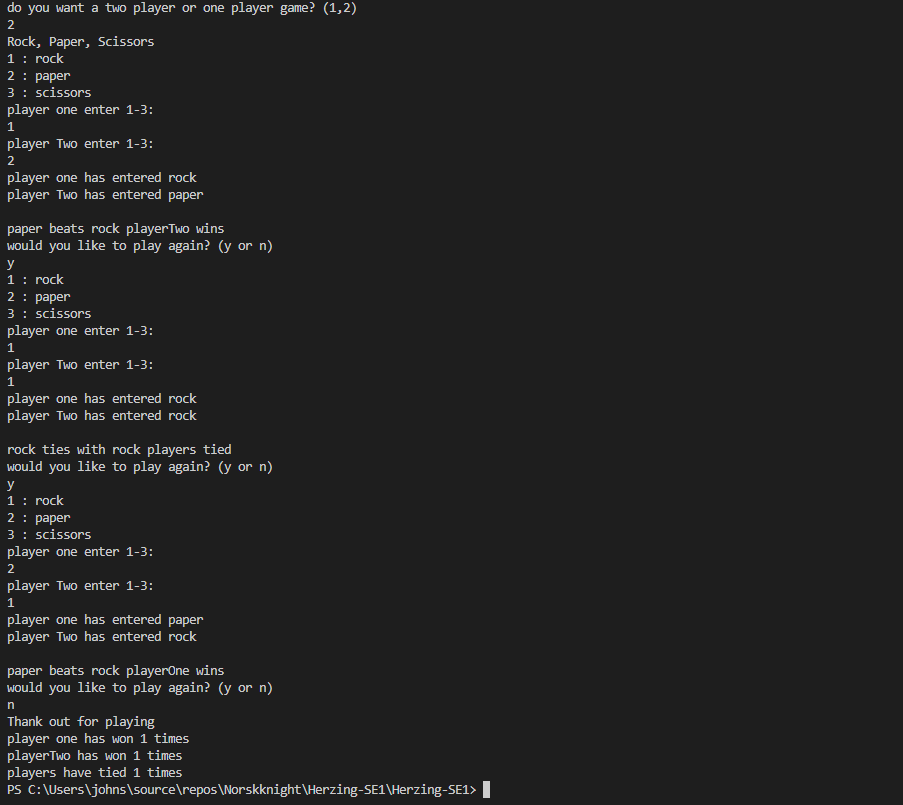 do you want a two player or one player game? (1,2)
2
Rock, Paper, Scissors
1 : rock
2 : paper
3 : scissors
player one enter 1-3:
1
player Two enter 1-3:
2
player one has entered rock
player Two has entered paper

paper beats rock playerTwo wins
would you like to play again? (y or n)
y
1 : rock
2 : paper
3 : scissors
player one enter 1-3:
1
player Two enter 1-3:
1
player one has entered rock
player Two has entered rock

rock ties with rock players tied
would you like to play again? (y or n)
y
1 : rock
2 : paper
3 : scissors
player one enter 1-3:
2
player Two enter 1-3:
1
player one has entered paper
player Two has entered rock

paper beats rock playerOne wins
would you like to play again? (y or n)
n
Thank out for playing
player one has won 1 times
playerTwo has won 1 times
players have tied 1 times
PS C:\Users\johns\source\repos\Norskknight\Herzing-SE1\Herzing-SE1>